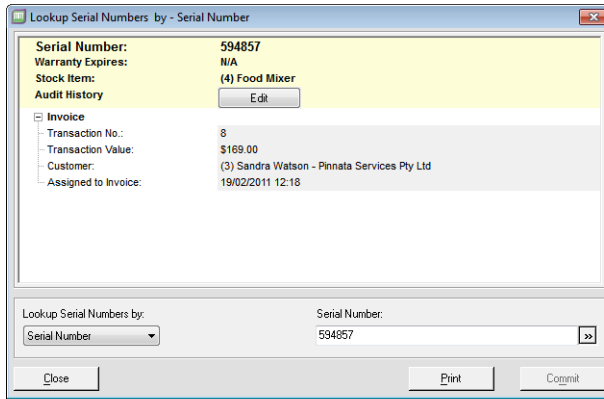 Lookup Serial Numbers by - Serial Number
Serial Number: 594857
Warranty Expires: N/A
Stock Item: (4) Food Mixer
Audit History Edit
Invoice
Transaction No.: 8
Transaction Value: $169.00
Customer: (3) Sandra Watson - Pinnata Services Pty Ltd
Assigned to Invoice: 19/02/2011 12:18
Lookup Serial Numbers by: Serial Number:
Serial Number 594857 »
Close Print Commit